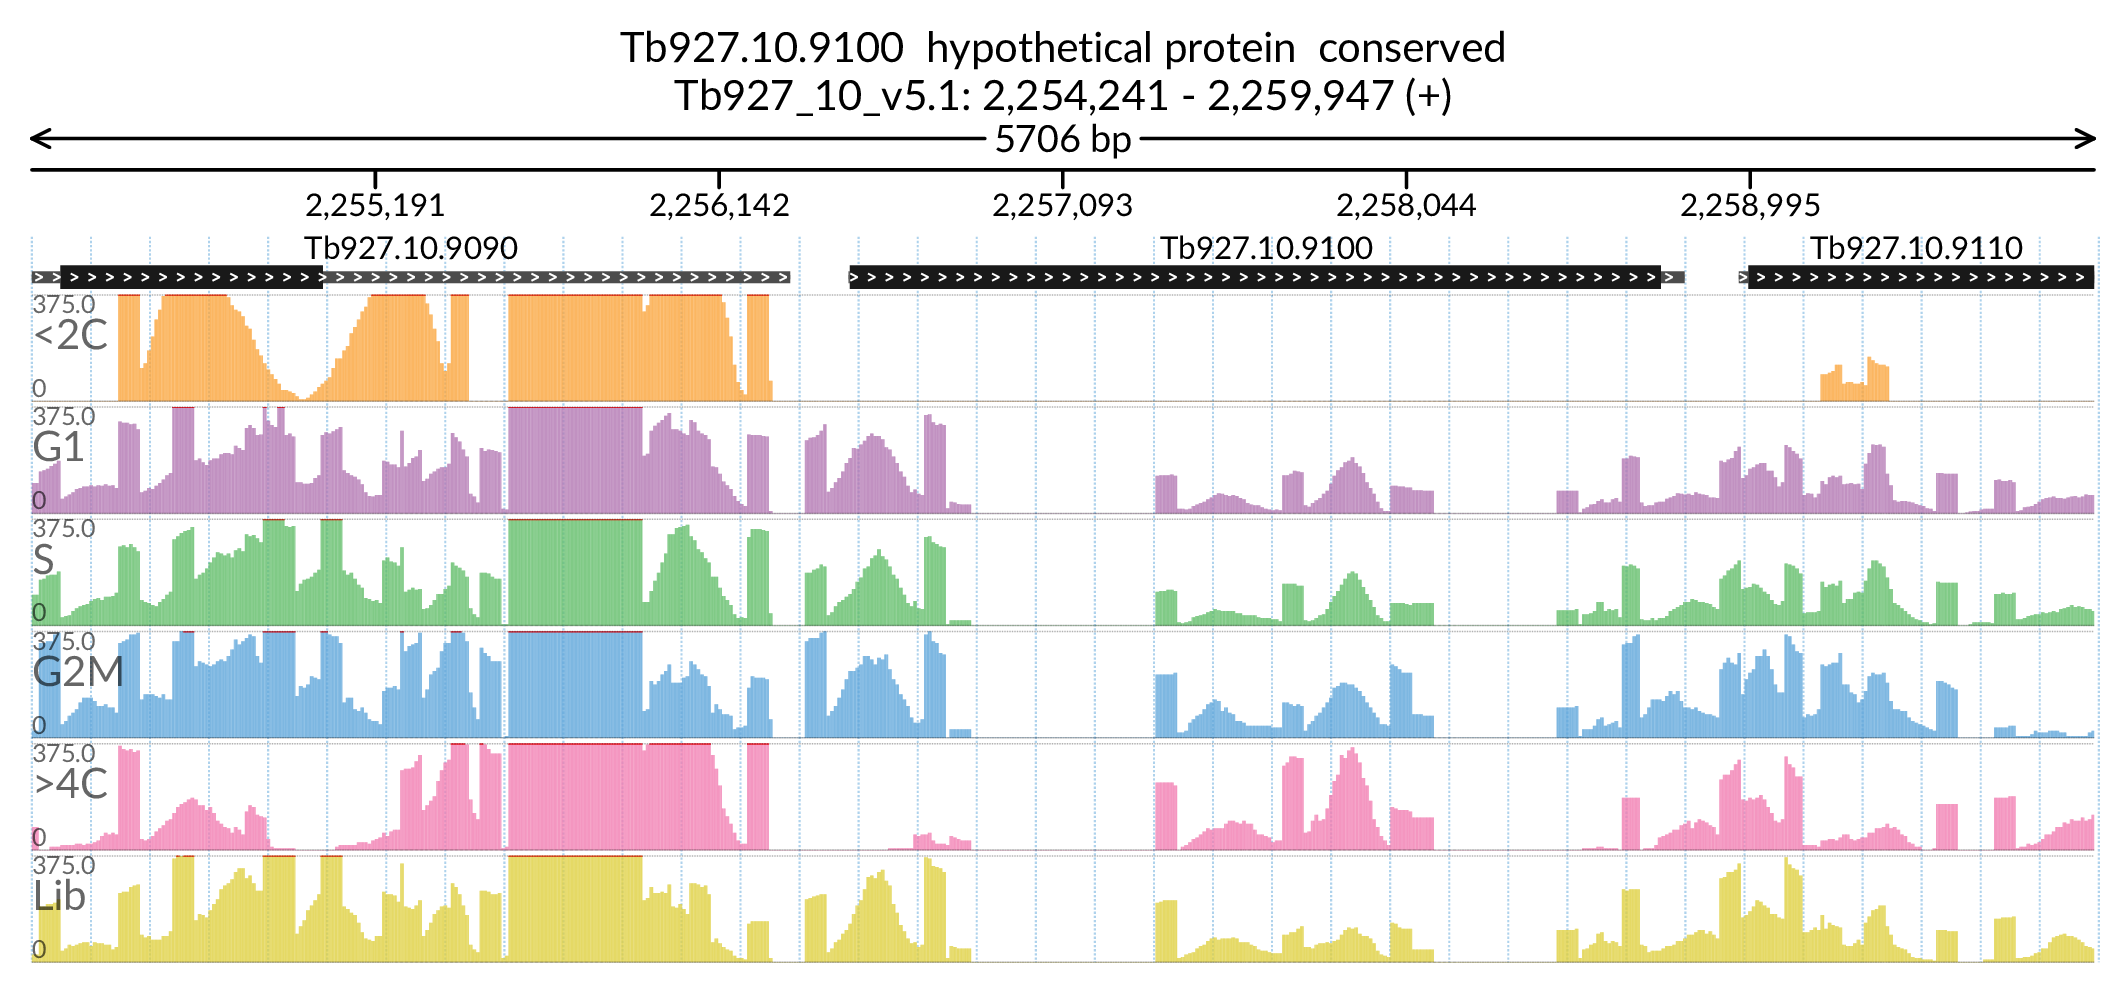 Tb927.10.9100 hypothetical protein conserved
Tb927_10_v5.1: 2,254,241 - 2,259,947 (+)
5706 bp
2,255,191 2,256,142 2,257,093 2,258,044 2,258,995
Tb927.10.9090 Tb927.10.9100 Tb927.10.9110
375.0
<2C
0
375.0
G1
0
375.0
S
0
375.0
G2M
0
375.0
>4C
0
375.0
Lib
0